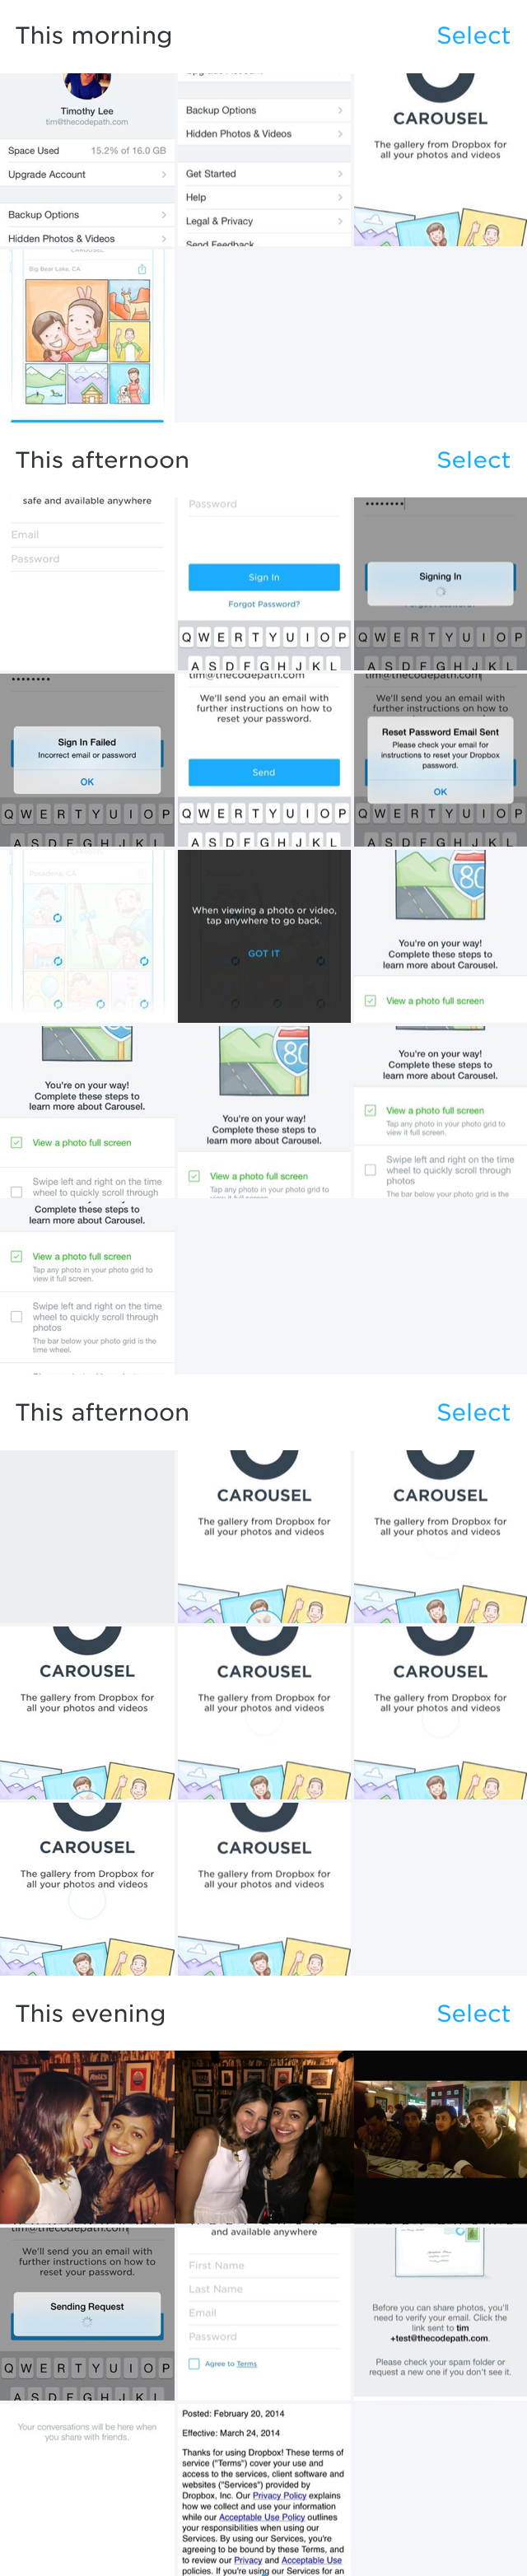 This morning
Select
Timothy Lee
tim@thecodepath.com
Space Used 15.2% of 16.0 GB
Upgrade Account
Backup Options
Hidden Photos & Videos
Upgrade Account
Backup Options
Hidden Photos & Videos
Get Started
Help
Legal & Privacy
Send Feedback
CAROUSEL
The gallery from Dropbox for
all your photos and videos
CAROUSEL
Big Bear Lake, CA
This afternoon
Select
safe and available anywhere
Email
Password
Password
Sign In
Forgot Password?
Q W E R T Y U I O P
A S D F G H J K L
Signing In
Q W E R T Y U I O P
A S D F G H J K L
Sign In Failed
Incorrect email or password
OK
Q W E R T Y U I O P
A S D F G H J K L
tim@thecodepath.com
We'll send you an email with
further instructions on how to
reset your password.
Send
Q W E R T Y U I O P
A S D F G H J K L
tim@thecodepath.com
We'll send you an email with
further instructions on how to
Reset Password Email Sent
Please check your email for
instructions to reset your Dropbox
password.
OK
Q W E R T Y U I O P
A S D F G H J K L
Pasadena, CA
When viewing a photo or video,
tap anywhere to go back.
GOT IT
80
You're on your way!
Complete these steps to
learn more about Carousel.
View a photo full screen
You're on your way!
Complete these steps to
learn more about Carousel.
View a photo full screen
Swipe left and right on the time
wheel to quickly scroll through
80
You're on your way!
Complete these steps to
learn more about Carousel.
View a photo full screen
Tap any photo in your photo grid to
view it full screen.
You're on your way!
Complete these steps to
learn more about Carousel.
View a photo full screen
Tap any photo in your photo grid to
view it full screen.
Swipe left and right on the time
wheel to quickly scroll through
photos
The bar below your photo grid is the
Complete these steps to
learn more about Carousel.
View a photo full screen
Tap any photo in your photo grid to
view it full screen.
Swipe left and right on the time
wheel to quickly scroll through
photos
The bar below your photo grid is the
time wheel.
This afternoon
Select
CAROUSEL
The gallery from Dropbox for
all your photos and videos
CAROUSEL
The gallery from Dropbox for
all your photos and videos
CAROUSEL
The gallery from Dropbox for
all your photos and videos
CAROUSEL
The gallery from Dropbox for
all your photos and videos
CAROUSEL
The gallery from Dropbox for
all your photos and videos
CAROUSEL
The gallery from Dropbox for
all your photos and videos
CAROUSEL
The gallery from Dropbox for
all your photos and videos
This evening
Select
tim@thecodepath.com
We'll send you an email with
further instructions on how to
reset your password.
Sending Request
Q W E R T Y U I O P
A S D F G H J K L
and available anywhere
First Name
Last Name
Email
Password
Agree to Terms
Before you can share photos, you'll
need to verify your email. Click the
link sent to tim
+test@thecodepath.com.
Please check your spam folder or
request a new one if you don't see it.
Your conversations will be here when
you share with friends.
Posted: February 20, 2014
Effective: March 24, 2014
Thanks for using Dropbox! These terms of
service ("Terms") cover your use and
access to the services, client software and
websites ("Services") provided by
Dropbox, Inc. Our Privacy Policy explains
how we collect and use your information
while our Acceptable Use Policy outlines
your responsibilities when using our
Services. By using our Services, you're
agreeing to be bound by these Terms, and
to review our Privacy and Acceptable Use
policies. If you're using our Services for an